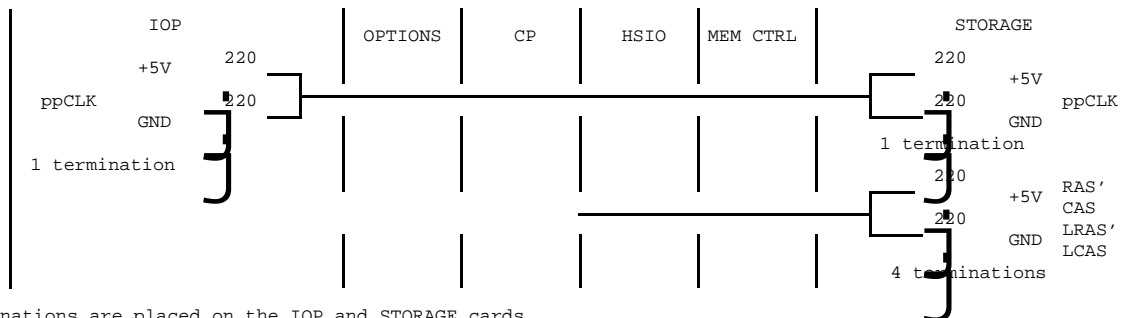 IOP STORAGE
OPTIONS CP HSIO MEM CTRL
220 220
+5V +5V
ppCLK 220 220 ppCLK
GND GND
1 termination 1 termination
220
+5V RAS'
CAS
220
GND LRAS'
LCAS
4 terminations
nations are placed on the IOP and STORAGE cards